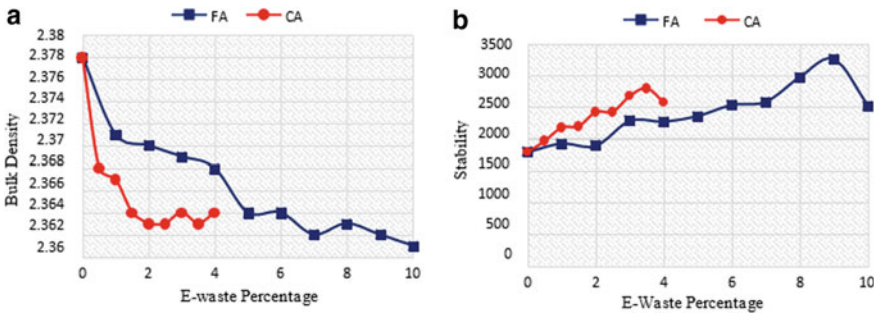 a
FA CA
2.38
2.378
2.376
2.374
2.372
2.37
2.368
2.366
2.364
2.362
2.36
Bulk Density
0 2 4 6 8 10
E-waste Percentage
b
FA CA
3500
3000
2500
2000
1500
1000
500
0
Stability
0 2 4 6 8 10
E-Waste Percentage